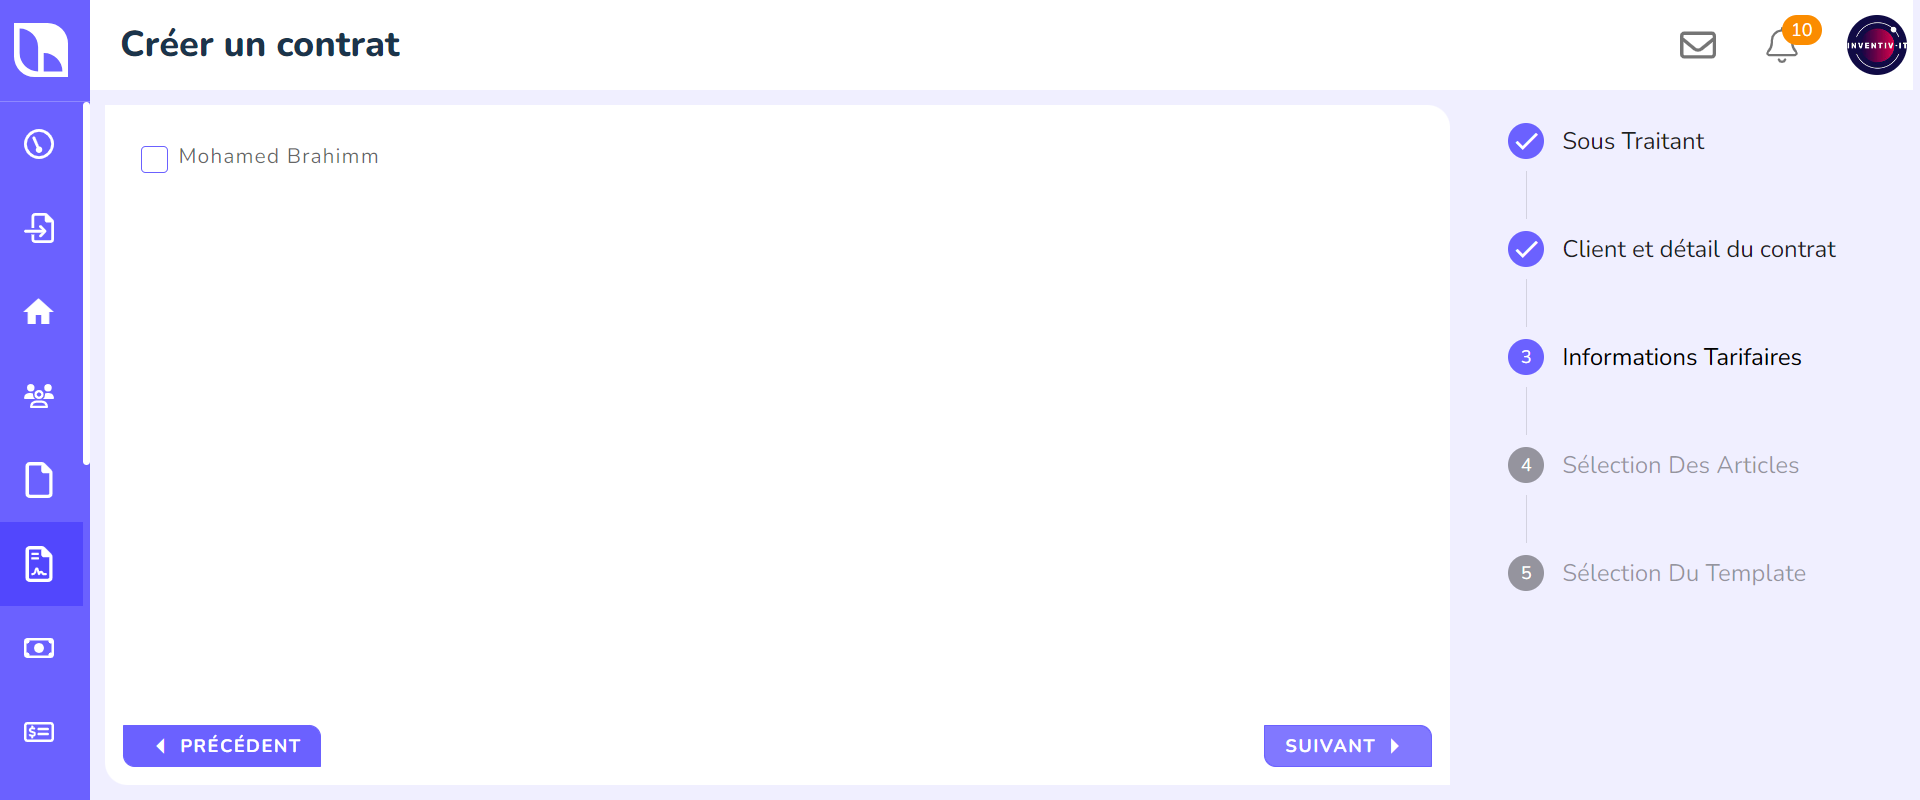 Créer un contrat
10
INVENTIV-IT
Mohamed Brahimm
Sous Traitant
Client et détail du contrat
3 Informations Tarifaires
4 Sélection Des Articles
5 Sélection Du Template
PRÉCÉDENT
SUIVANT